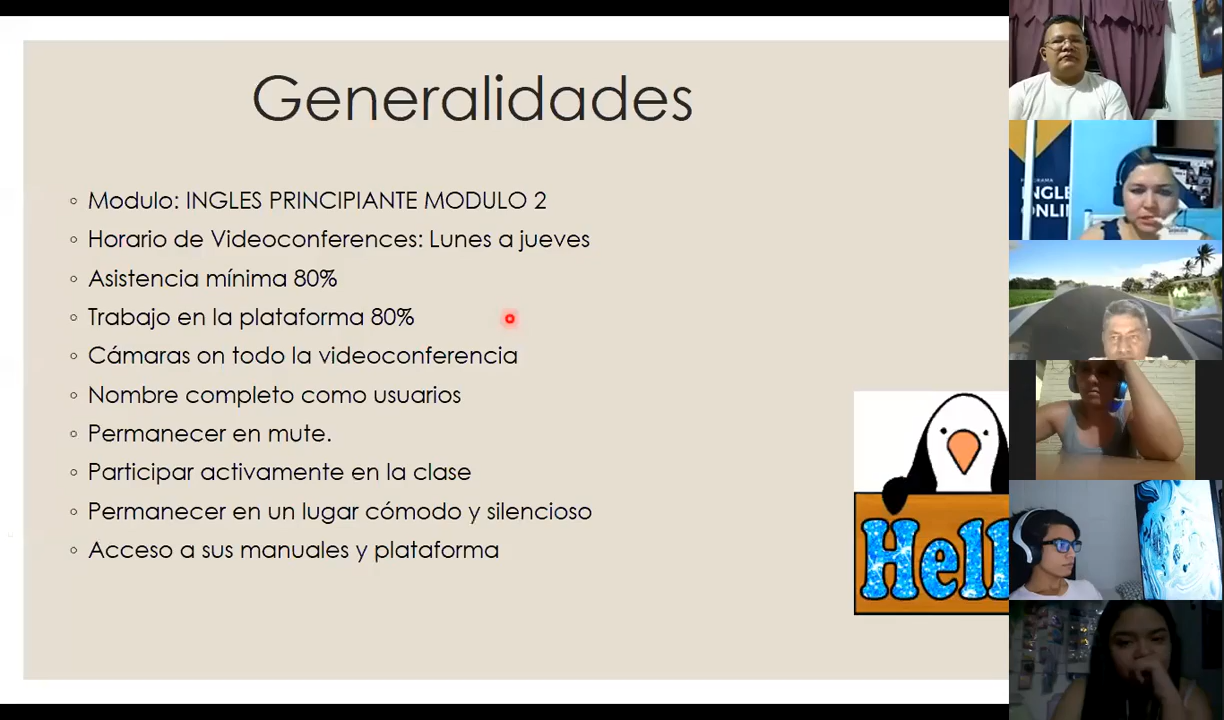 Generalidades
◦ Modulo: INGLES PRINCIPIANTE MODULO 2
◦ Horario de Videoconferences: Lunes a jueves
◦ Asistencia mínima 80%
◦ Trabajo en la plataforma 80%
◦ Cámaras on todo la videoconferencia
◦ Nombre completo como usuarios
◦ Permanecer en mute.
◦ Participar activamente en la clase
◦ Permanecer en un lugar cómodo y silencioso
◦ Acceso a sus manuales y plataforma
Hell
INGLE
ONLIN